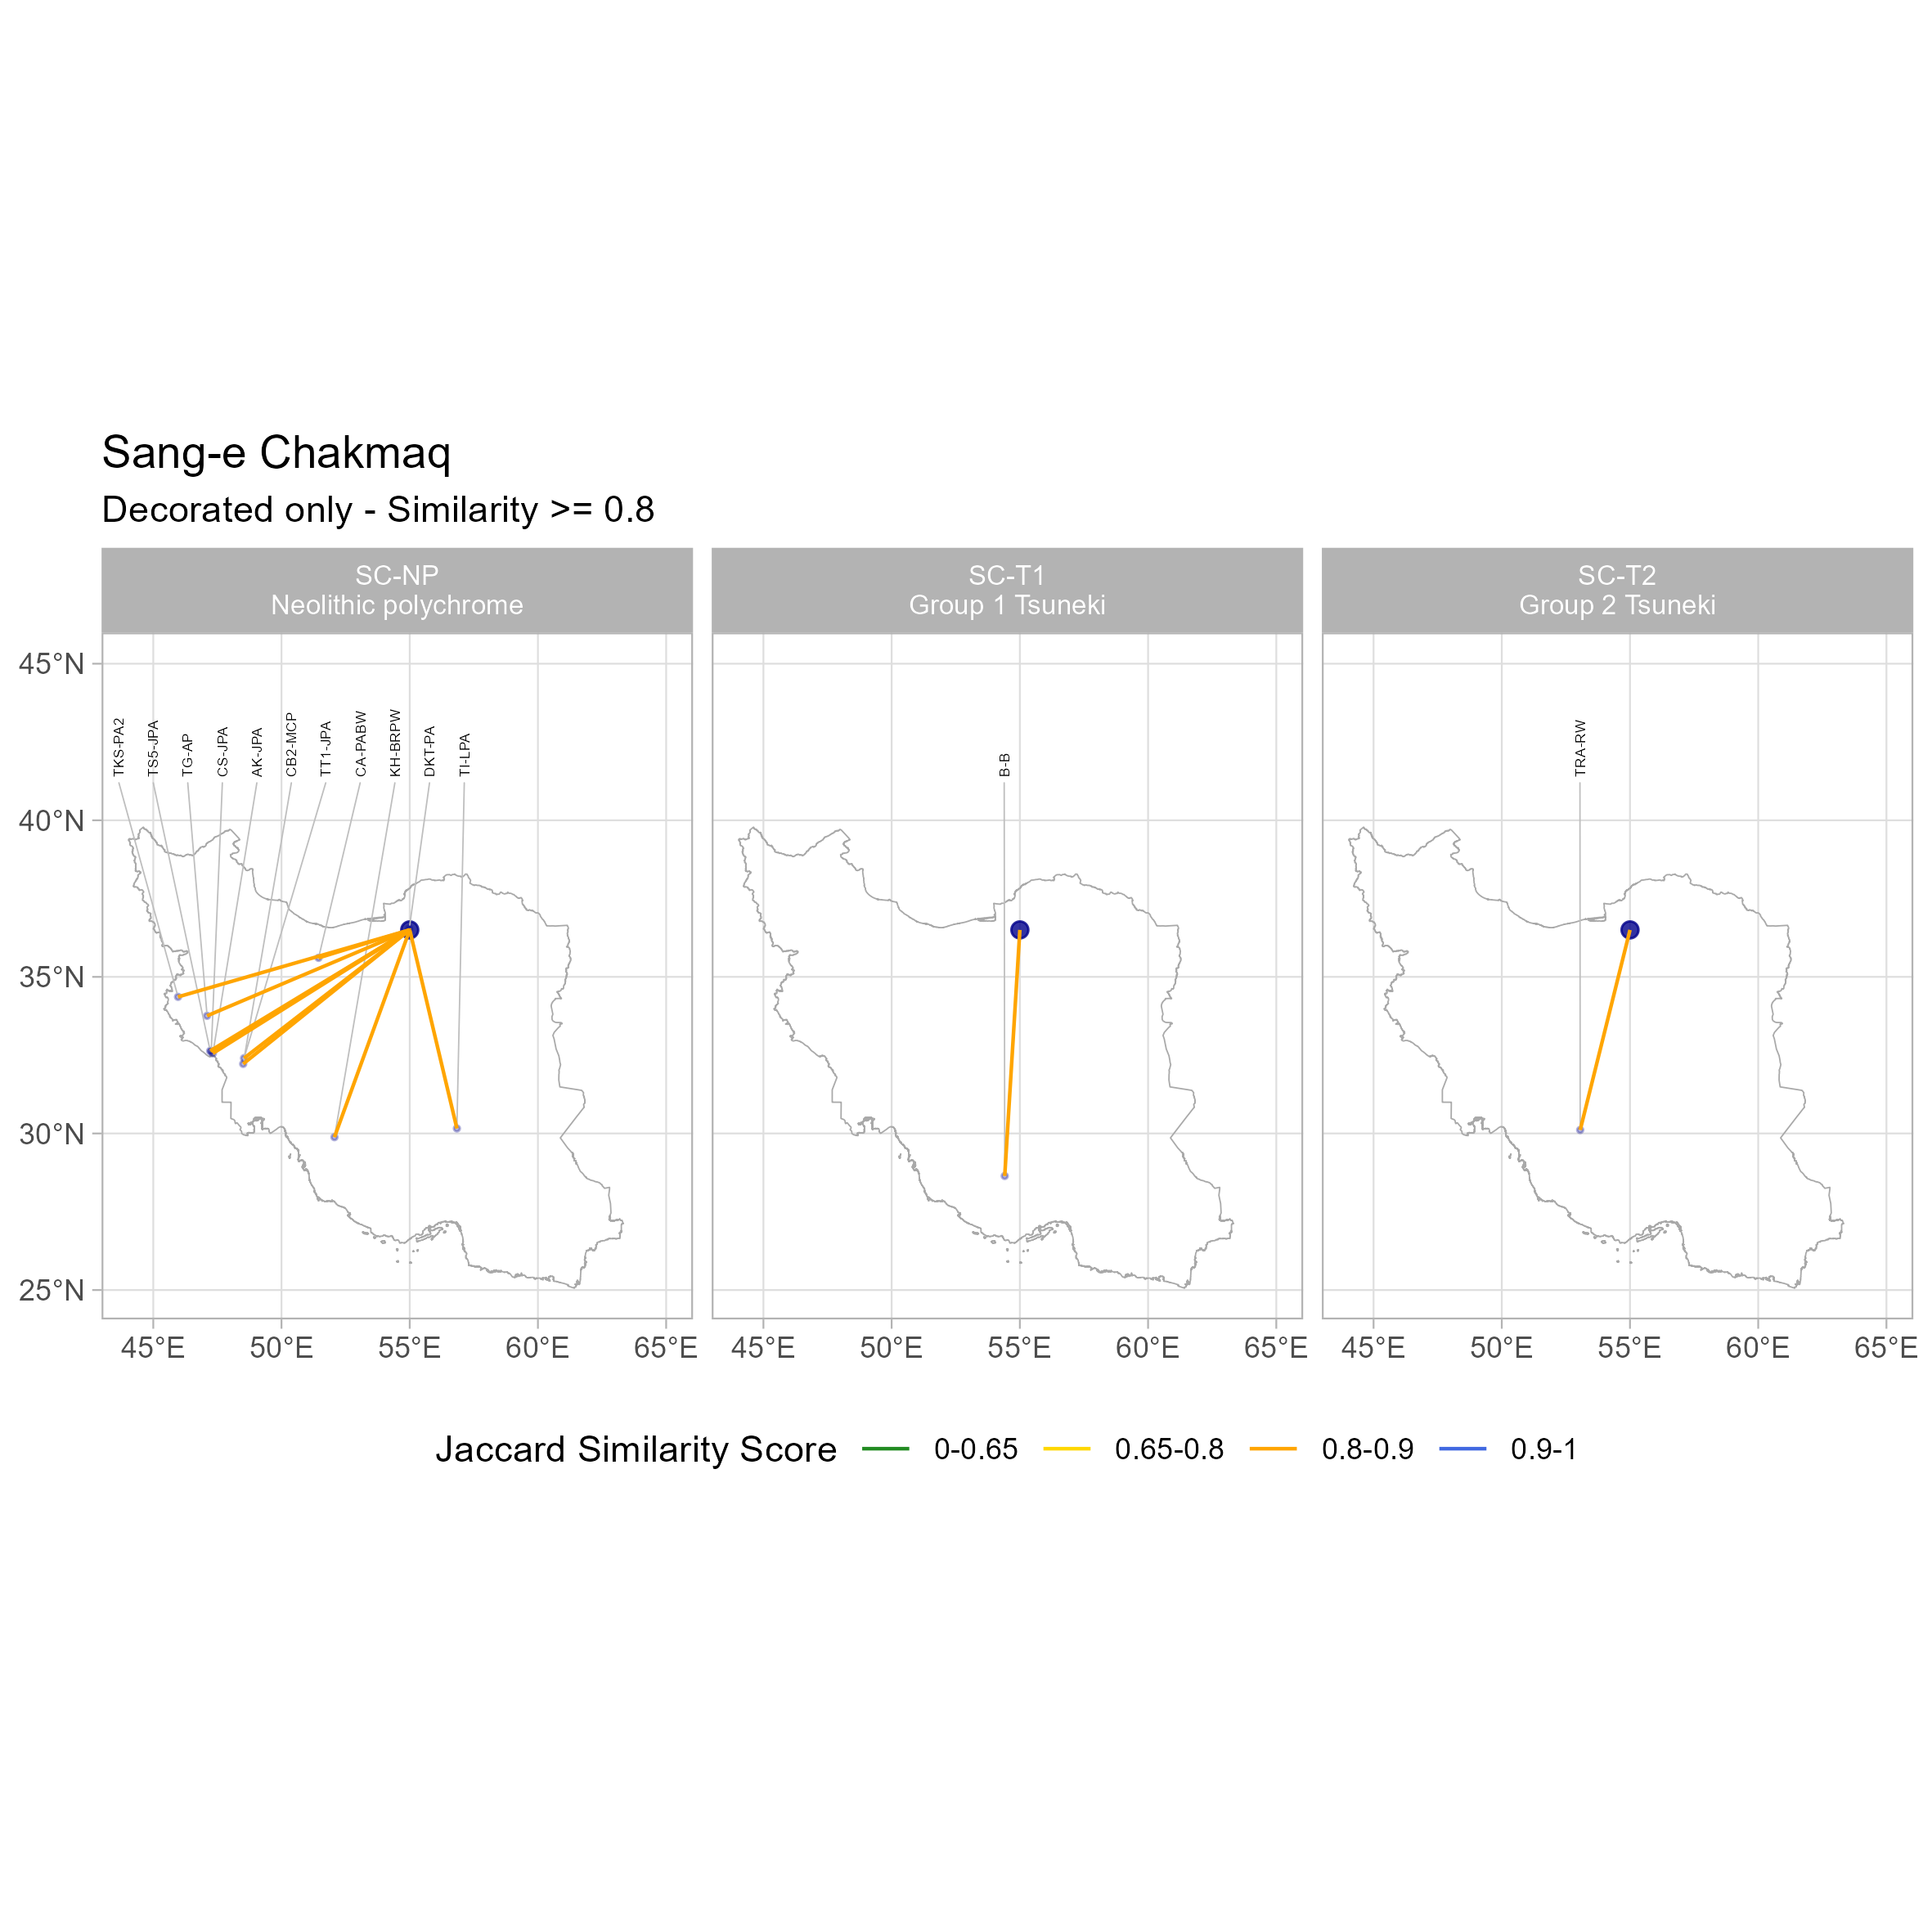 Sang-e Chakmaq
Decorated only - Similarity >= 0.8
SC-NP
Neolithic polychrome
SC-T1
Group 1 Tsuneki
SC-T2
Group 2 Tsuneki
45°N
40°N
35°N
30°N
25°N
TKS-PA2
TS5-JPA
TG-AP
CS-JPA
AK-JPA
CB2-MCP
TT1-JPA
CA-PABW
KH-BRPW
DKT-PA
TI-LPA
B-B
TRA-RW
45°E 50°E 55°E 60°E 65°E
45°E 50°E 55°E 60°E 65°E
45°E 50°E 55°E 60°E 65°E
Jaccard Similarity Score 0-0.65 0.65-0.8 0.8-0.9 0.9-1